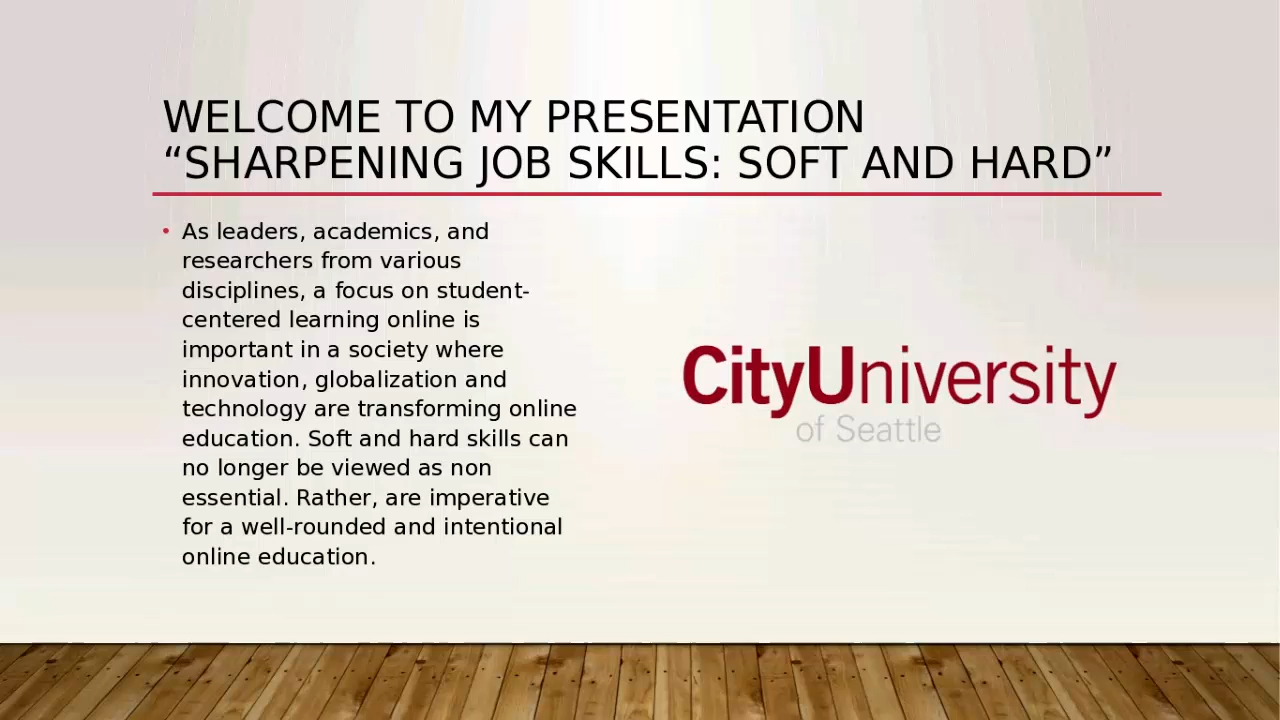 WELCOME TO MY PRESENTATION
“SHARPENING JOB SKILLS: SOFT AND HARD”
• As leaders, academics, and
researchers from various
disciplines, a focus on student-
centered learning online is
important in a society where
innovation, globalization and
technology are transforming online
education. Soft and hard skills can
no longer be viewed as non
essential. Rather, are imperative
for a well-rounded and intentional
online education.
CityUniversity
of Seattle